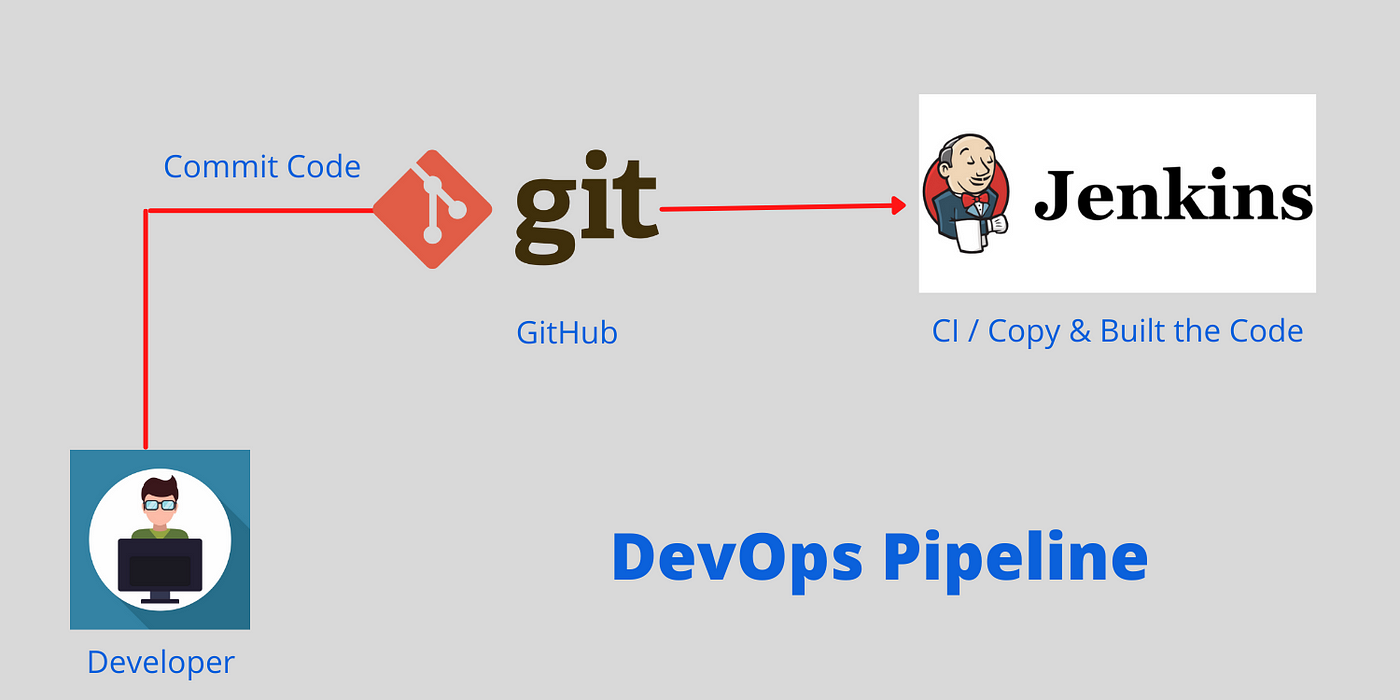 Commit Code
git
Jenkins
GitHub
CI / Copy & Built the Code
DevOps Pipeline
Developer